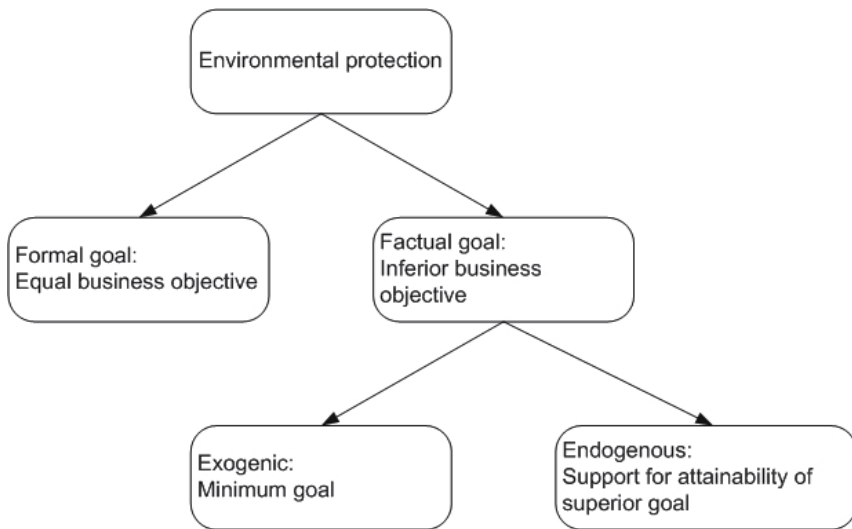 Environmental protection
Formal goal:
Equal business objective
Factual goal:
Inferior business
objective
Exogenic:
Minimum goal
Endogenous:
Support for attainability of
superior goal